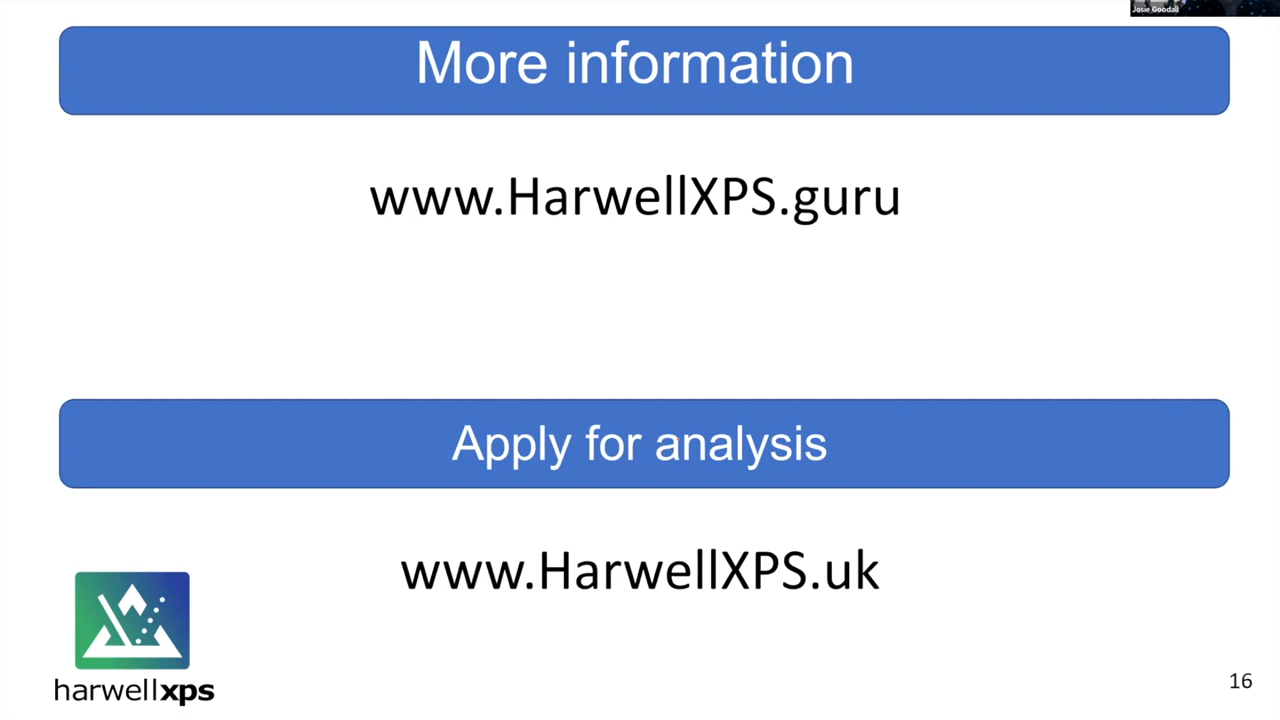 Josie Goodall
More information
www.HarwellXPS.guru
Apply for analysis
www.HarwellXPS.uk
harwellxps
16